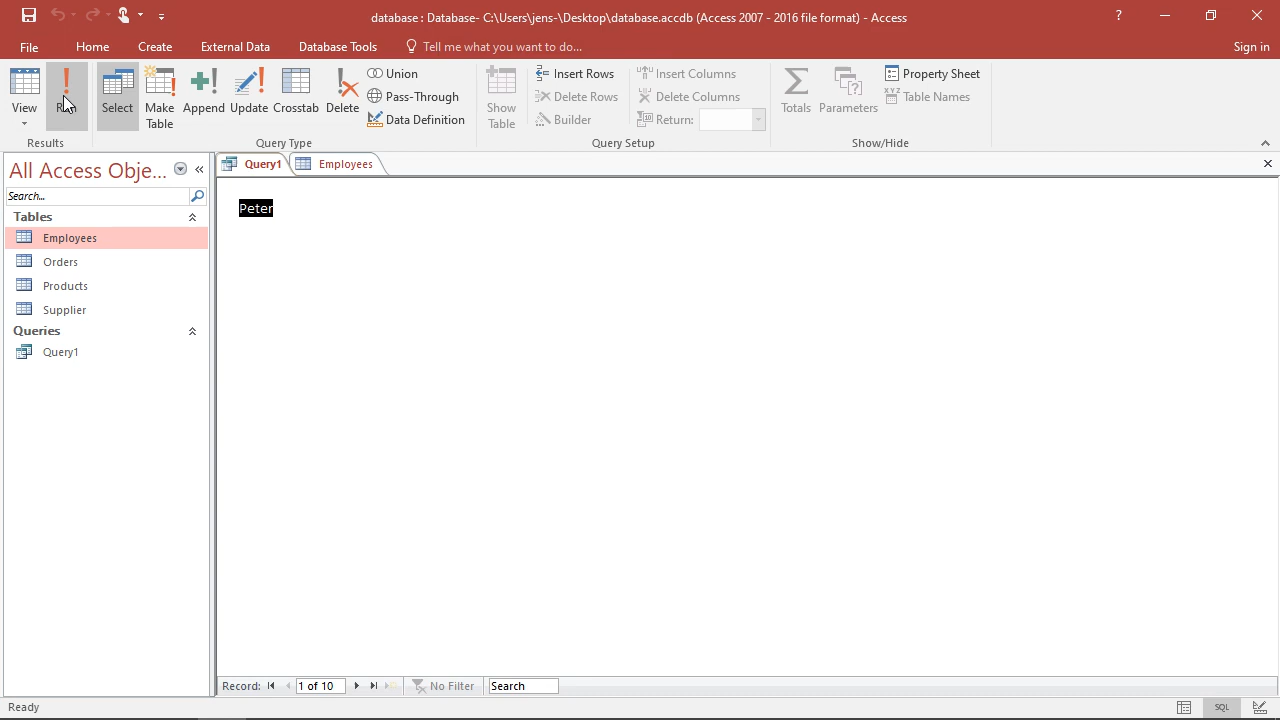 database : Database- C:\Users\jens-\Desktop\database.accdb (Access 2007 - 2016 file format) - Access
?
File Home Create External Data Database Tools Tell me what you want to do... Sign in
View Select Make Table Append Update Crosstab Delete
Union
Pass-Through
Data Definition
Show Table
Insert Rows
Delete Rows
Builder
Insert Columns
Delete Columns
Return:
Totals Parameters
Property Sheet
Table Names
Results Query Type Query Setup Show/Hide
All Access Obje...
Search...
Tables
Employees
Orders
Products
Supplier
Queries
Query1
Query1 Employees
Peter
Record: 1 of 10 No Filter Search
Ready SQL